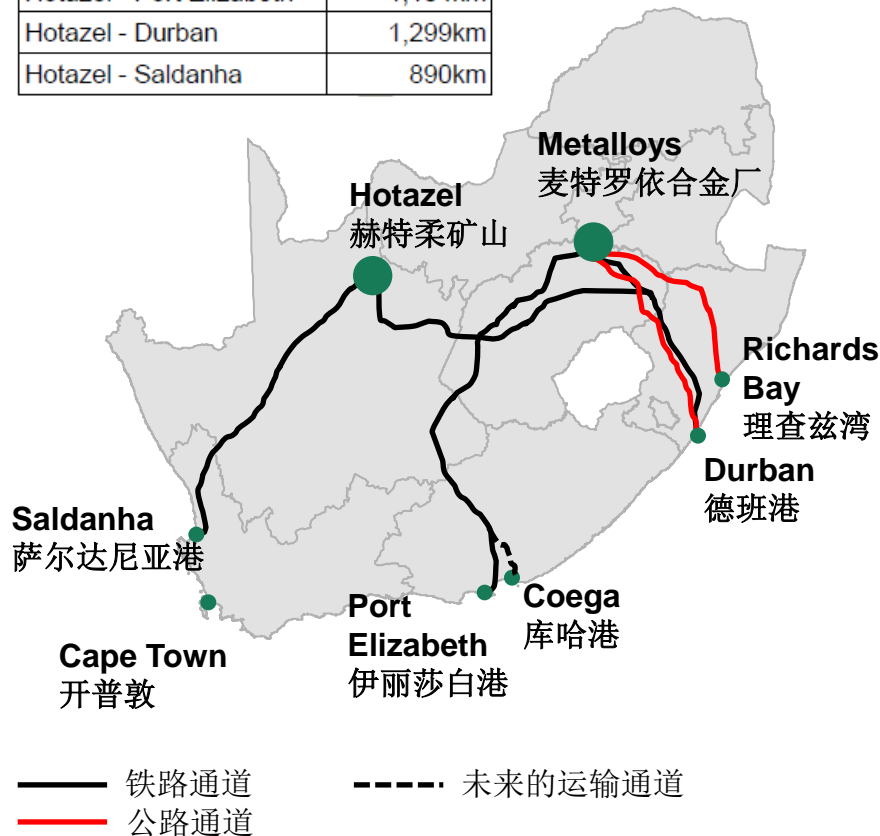 Hotazel - Durban 1,299km
Hotazel - Saldanha 890km
Metalloys
麦特罗依合金厂
Hotazel
赫特柔矿山
Richards
Bay
理查兹湾
Durban
德班港
Saldanha
萨尔达尼亚港
Coega
库哈港
Port
Elizabeth
伊丽莎白港
Cape Town
开普敦
铁路通道
未来的运输通道
公路通道